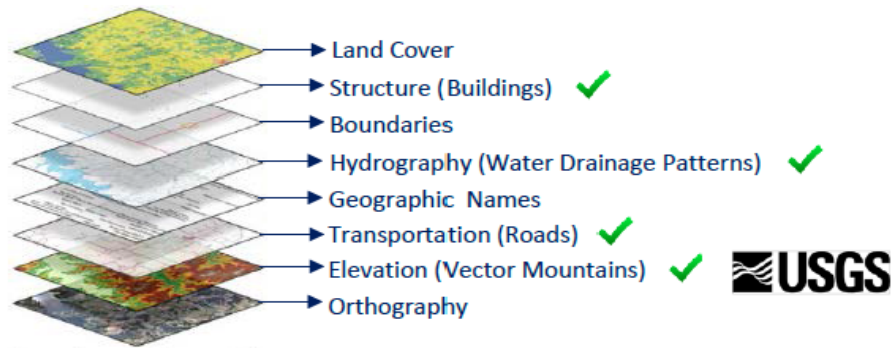 Land Cover
Structure (Buildings)
Boundaries
Hydrography (Water Drainage Patterns)
Geographic Names
Transportation (Roads)
Elevation (Vector Mountains)
USGS
Orthography